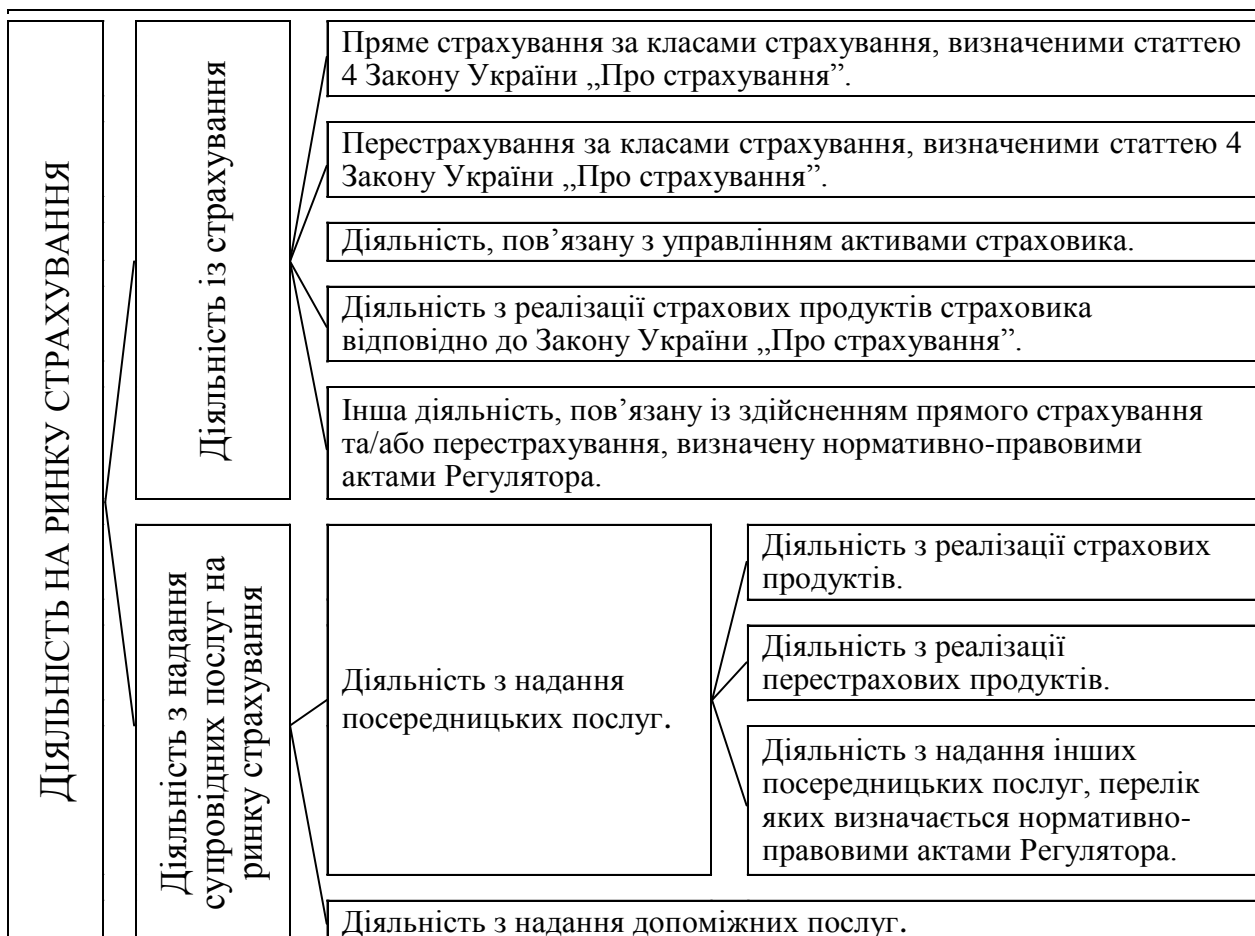 ДІЯЛЬНІСТЬ НА РИНКУ СТРАХУВАННЯ
Діяльність із страхування
Пряме страхування за класами страхування, визначеними статтею
4 Закону України „Про страхування”.
Перестрахування за класами страхування, визначеними статтею 4
Закону України „Про страхування”.
Діяльність, пов’язану з управлінням активами страховика.
Діяльність з реалізації страхових продуктів страховика
відповідно до Закону України „Про страхування”.
Інша діяльність, пов’язану із здійсненням прямого страхування
та/або перестрахування, визначену нормативно-правовими
актами Регулятора.
Діяльність з надання
супровідних послуг на
ринку страхування
Діяльність з надання
посередницьких послуг.
Діяльність з реалізації страхових
продуктів.
Діяльність з реалізації
перестрахових продуктів.
Діяльність з надання інших
посередницьких послуг, перелік
яких визначається нормативно-
правовими актами Регулятора.
Діяльність з надання допоміжних послуг.